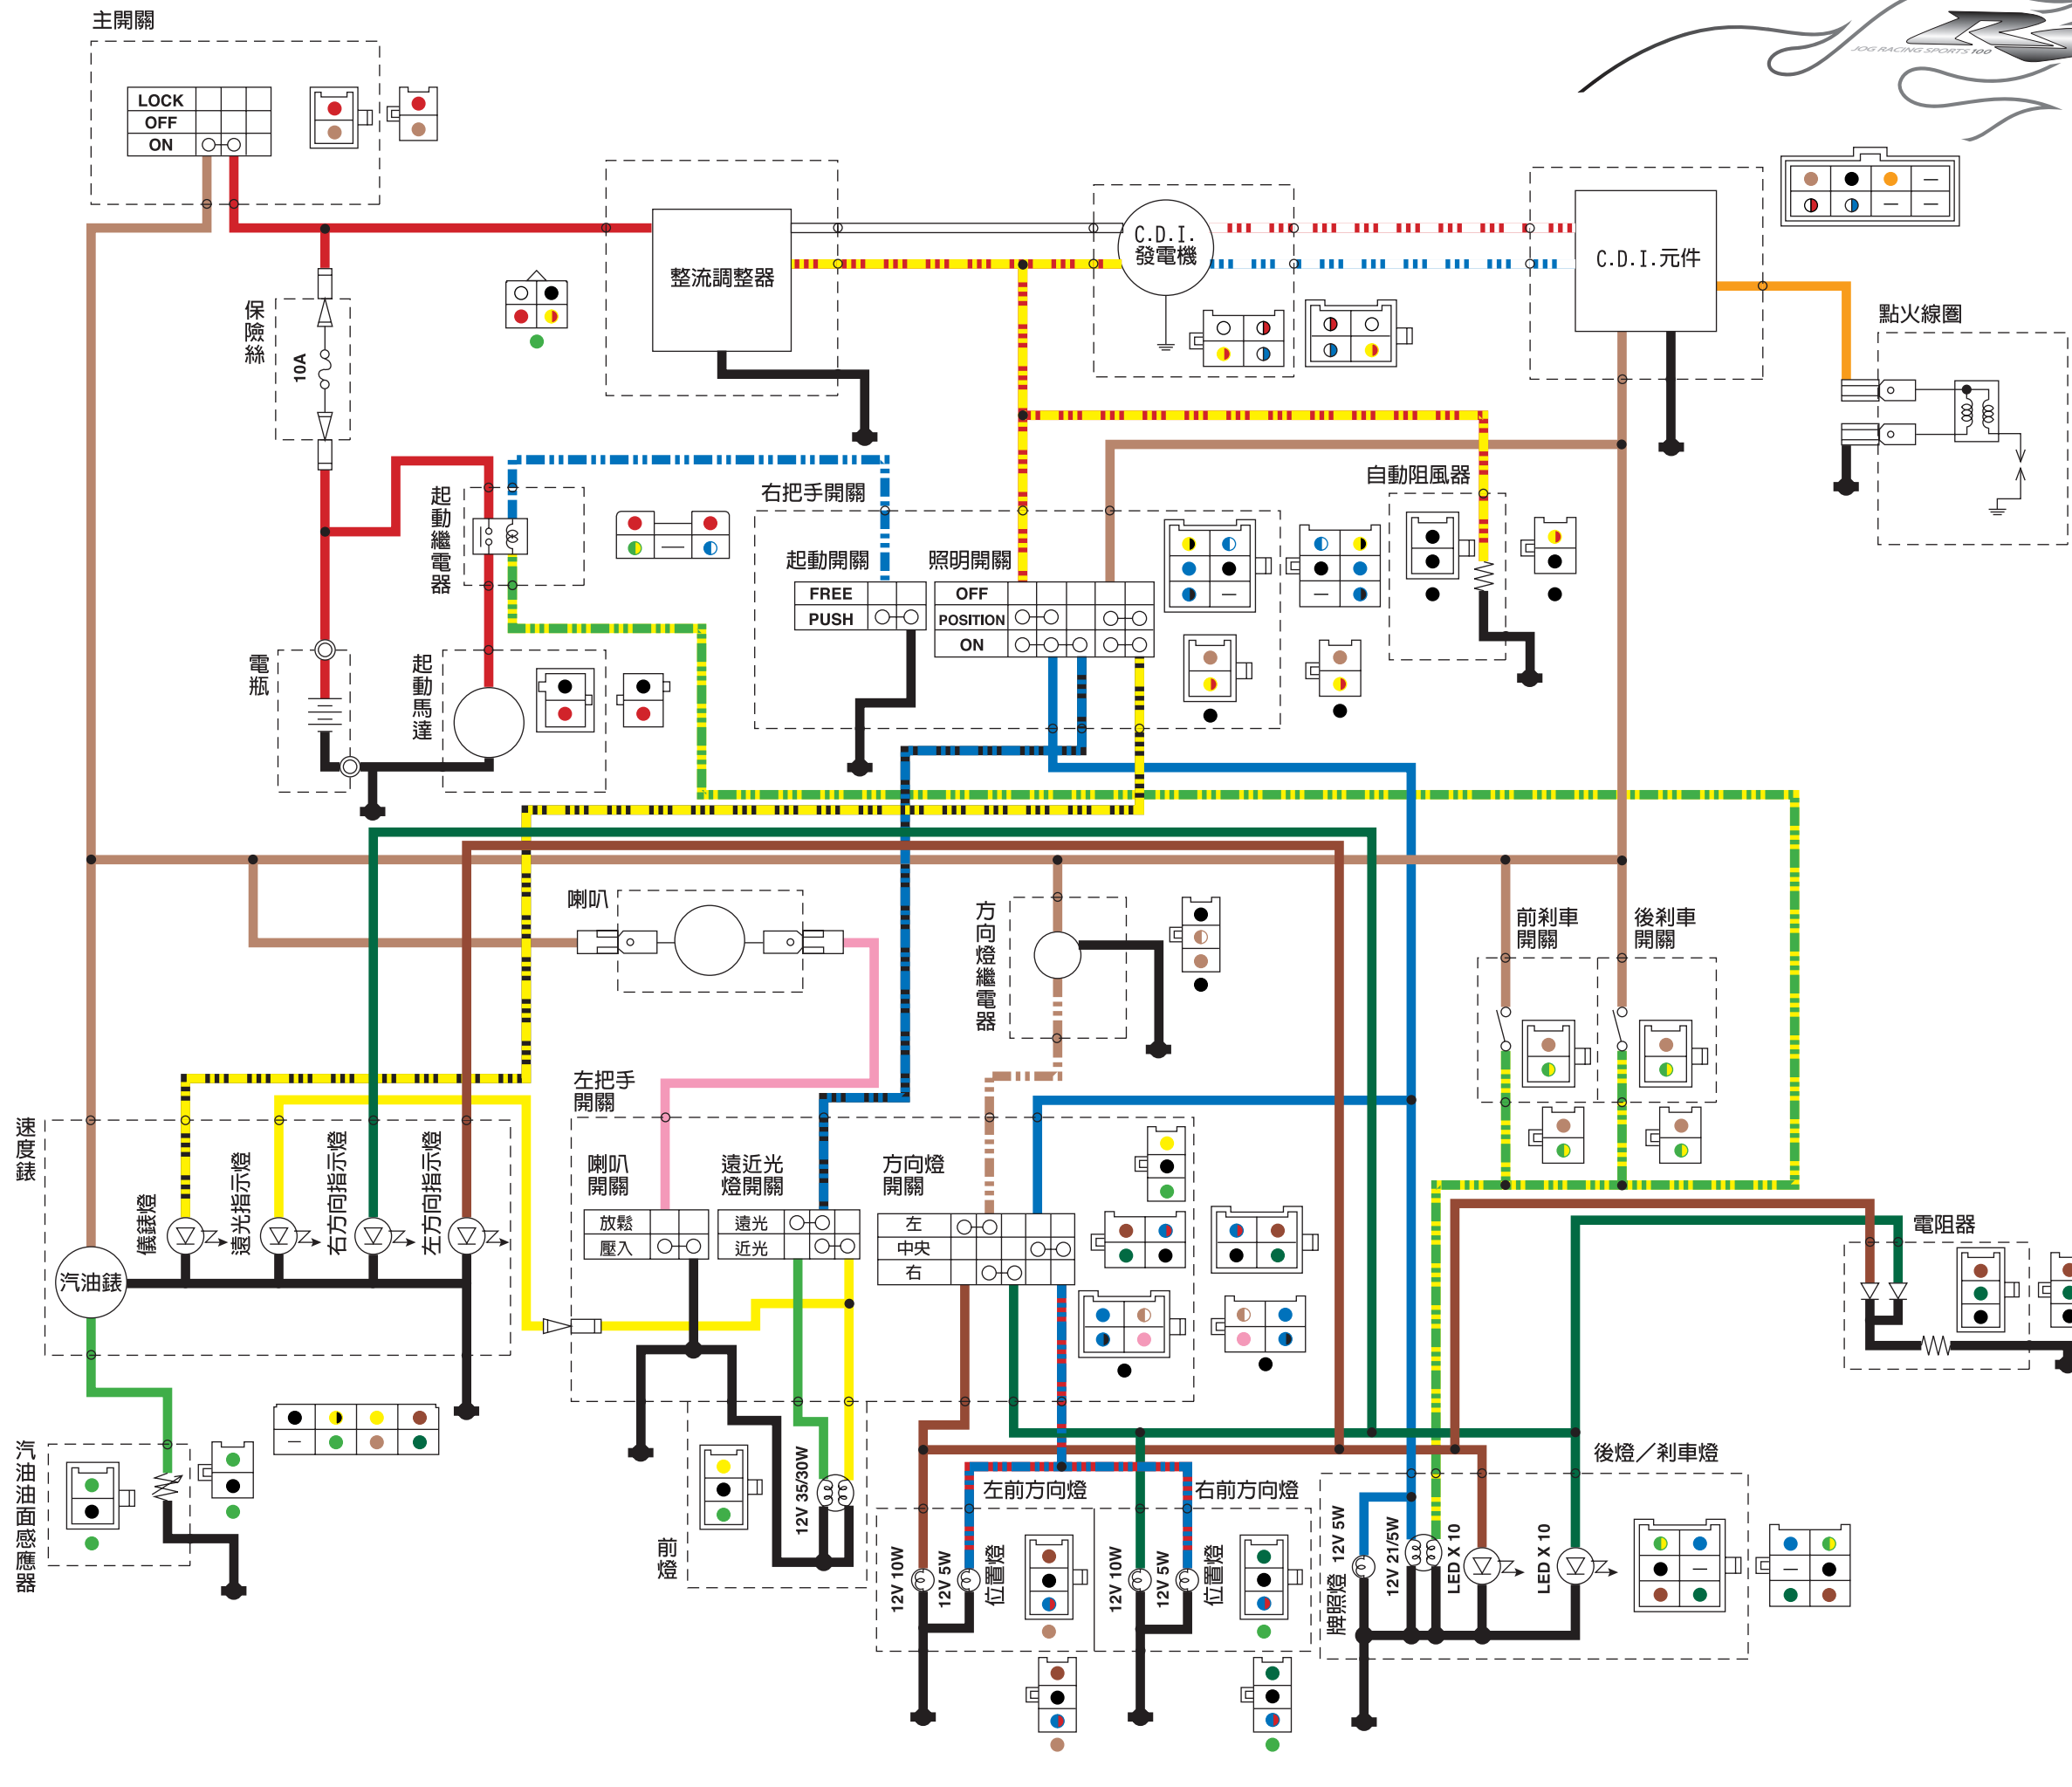 主開關
JOG RACING SPORTS 100
LOCK
OFF
ON
C.D.I.
發電機
C.D.I.元件
整流調整器
保險絲
10A
點火線圈
自動阻風器
起動繼電器
右把手開關
起動開關
照明開關
FREE
PUSH
OFF
POSITION
ON
電瓶
起動馬達
喇叭
方向燈繼電器
前剎車
開關
後剎車
開關
左把手
開關
速度錶
儀錶燈
遠光指示燈
右方向指示燈
左方向指示燈
喇叭
開關
遠近光
燈開關
方向燈
開關
放鬆
壓入
遠光
近光
左
中央
右
電阻器
汽油錶
汽油油面感應器
前燈
12V 35/30W
左前方向燈
右前方向燈
後燈／剎車燈
12V 10W
12V 5W
位置燈
12V 10W
12V 5W
位置燈
牌照燈 12V 5W
12V 21/5W
LED X 10
LED X 10